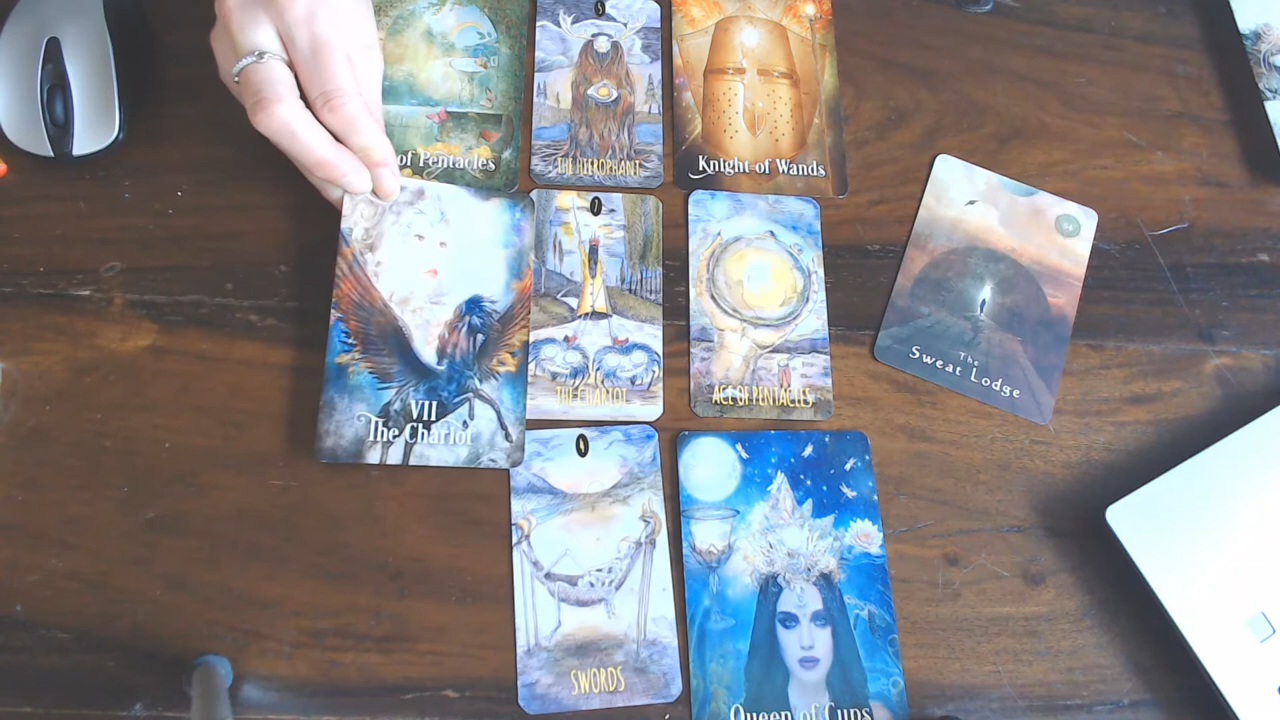 of Pentacles
5
THE HIEROPHANT
Knight of Wands
VII
The Chariot
7
THE CHARIOT
ACE OF PENTACLES
The
Sweat Lodge
SWORDS
Queen of Cups